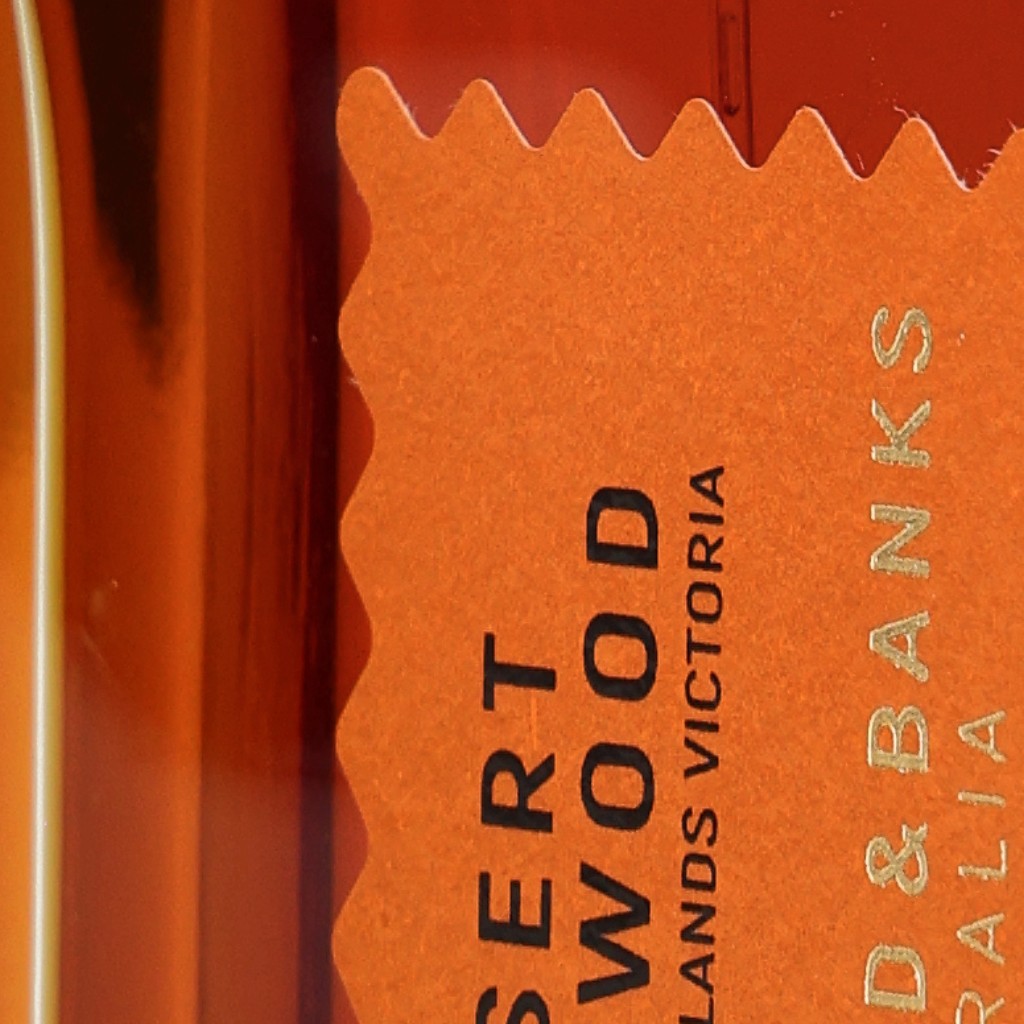 SERT
WOOD
LANDS VICTORIA
D & BANKS
RALIA